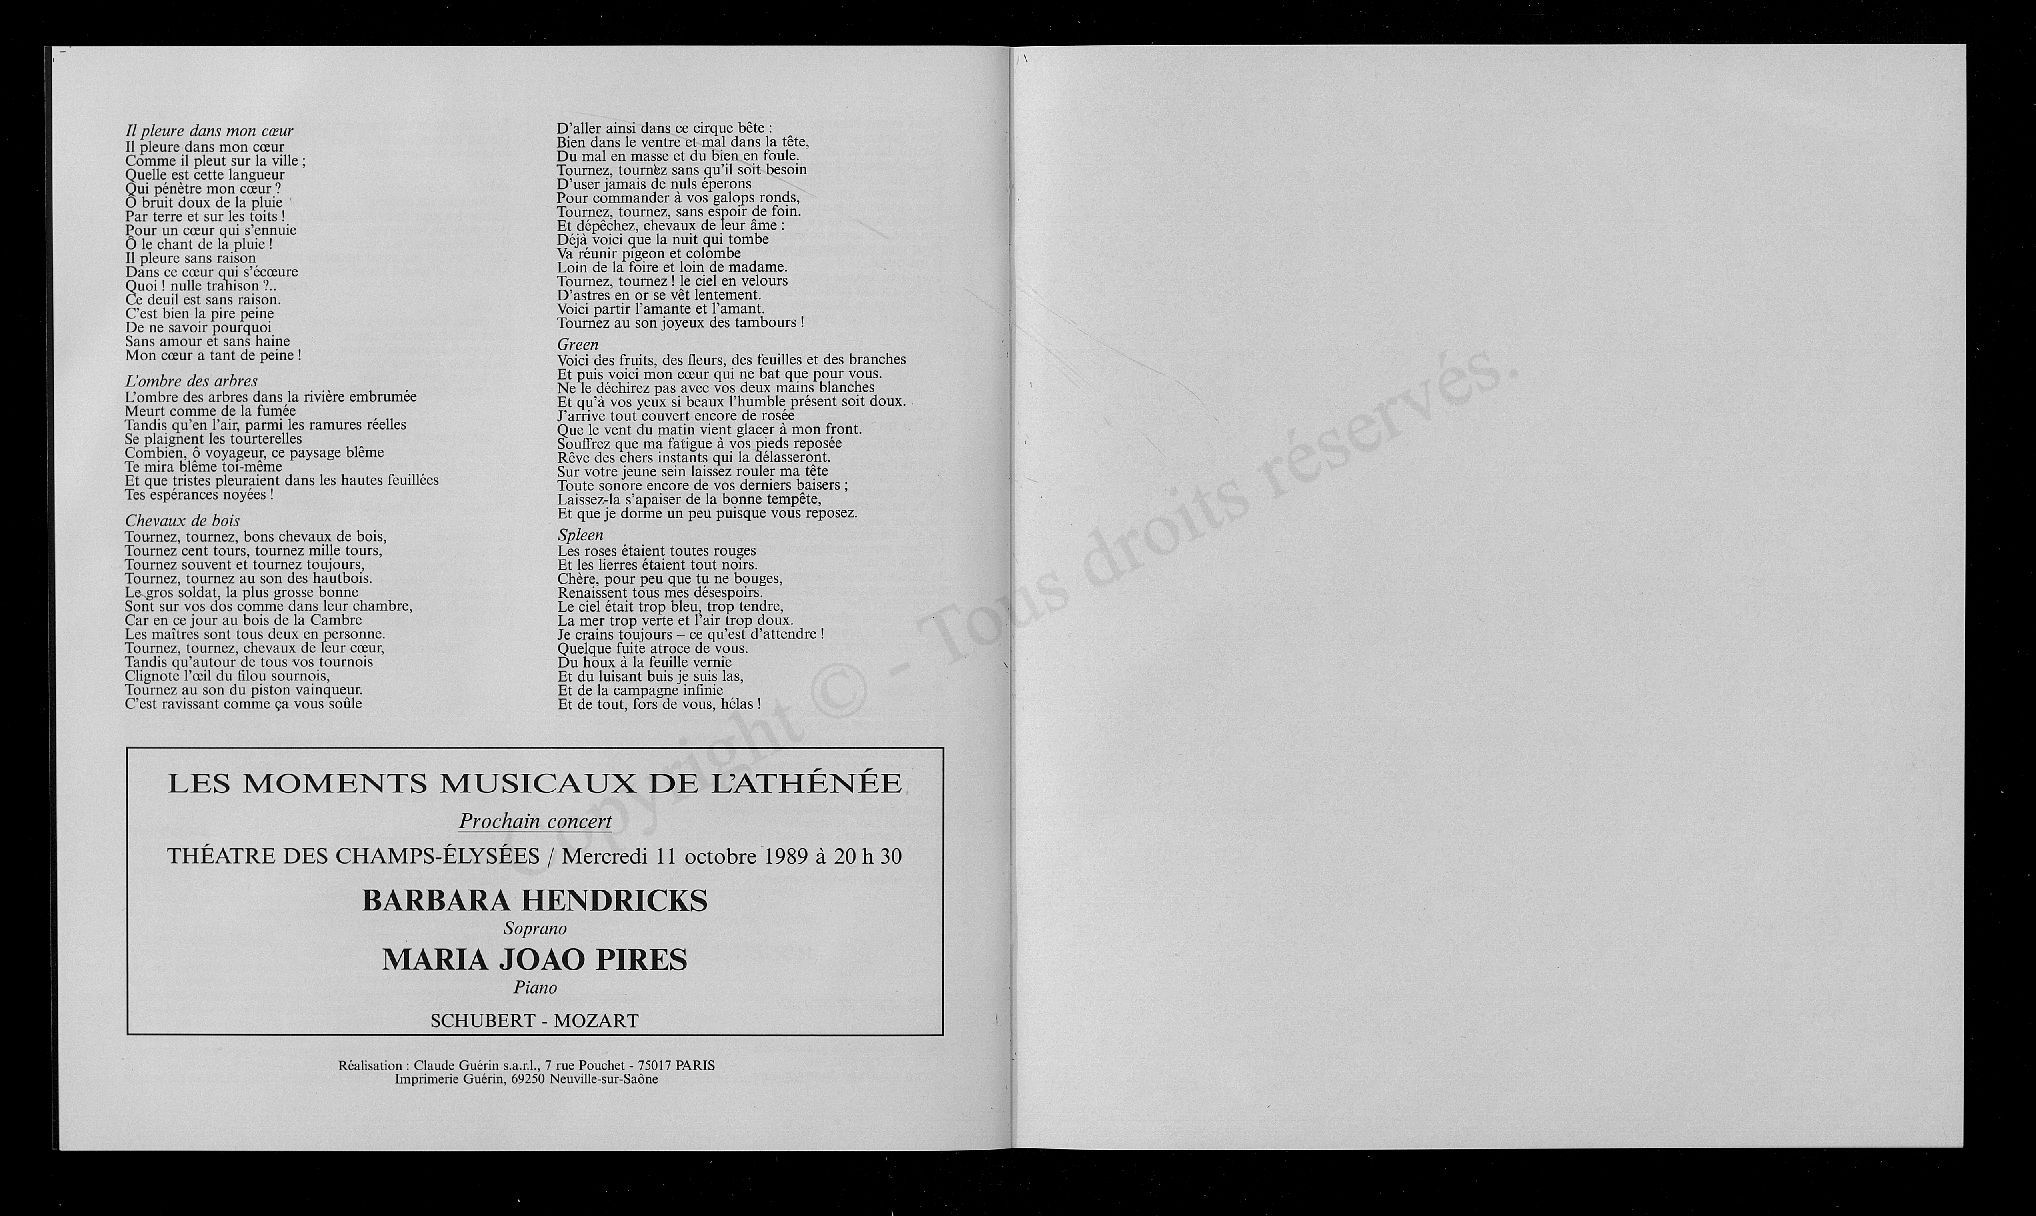 Il pleure dans mon cœur
Il pleure dans mon cœur
Comme il pleut sur la ville ;
Quelle est cette langueur
Qui pénètre mon cœur ?
Ô bruit doux de la pluie
Par terre et sur les toits !
Pour un cœur qui s'ennuie
Ô le chant de la pluie !
Il pleure sans raison
Dans ce cœur qui s'écœure
Quoi ! nulle trahison ?..
Ce deuil est sans raison.
C'est bien la pire peine
De ne savoir pourquoi
Sans amour et sans haine
Mon cœur a tant de peine !
L'ombre des arbres
L'ombre des arbres dans la rivière embrumée
Meurt comme de la fumée
Tandis qu'en l'air, parmi les ramures réelles
Se plaignent les tourterelles
Combien, ô voyageur, ce paysage blême
Te mira blême toi-même
Et que tristes pleuraient dans les hautes feuillées
Tes espérances noyées !
Chevaux de bois
Tournez, tournez, bons chevaux de bois,
Tournez cent tours, tournez mille tours,
Tournez souvent et tournez toujours,
Tournez, tournez au son des hautbois.
Le gros soldat, la plus grosse bonne
Sont sur vos dos comme dans leur chambre,
Car en ce jour au bois de la Cambre
Les maîtres sont tous deux en personne.
Tournez, tournez, chevaux de leur cœur,
Tandis qu'autour de tous vos tournois
Clignote l'œil du filou sournois,
Tournez au son du piston vainqueur.
C'est ravissant comme ça vous soûle
D'aller ainsi dans ce cirque bête :
Bien dans le ventre et mal dans la tête,
Du mal en masse et du bien en foule.
Tournez, tournez sans qu'il soit besoin
D'user jamais de nuls éperons
Pour commander à vos galops ronds,
Tournez, tournez, sans espoir de foin.
Et dépêchez, chevaux de leur âme :
Déjà voici que la nuit qui tombe
Va réunir pigeon et colombe
Loin de la foire et loin de madame.
Tournez, tournez ! le ciel en velours
D'astres en or se vêt lentement.
Voici partir l'amante et l'amant.
Tournez au son joyeux des tambours !
Green
Voici des fruits, des fleurs, des feuilles et des branches
Et puis voici mon cœur qui ne bat que pour vous.
Ne le déchirez pas avec vos deux mains blanches
Et qu'à vos yeux si beaux l'humble présent soit doux.
J'arrive tout couvert encore de rosée
Que le vent du matin vient glacer à mon front.
Souffrez que ma fatigue à vos pieds reposée
Rêve des chers instants qui la délasseront.
Sur votre jeune sein laissez rouler ma tête
Toute sonore encore de vos derniers baisers ;
Laissez-la s'apaiser de la bonne tempête,
Et que je dorme un peu puisque vous reposez.
Spleen
Les roses étaient toutes rouges
Et les lierres étaient tout noirs.
Chère, pour peu que tu ne bouges,
Renaissent tous mes désespoirs.
Le ciel était trop bleu, trop tendre,
La mer trop verte et l'air trop doux.
Je crains toujours – ce qu'est d'attendre !
Quelque fuite atroce de vous.
Du houx à la feuille vernie
Et du luisant buis je suis las,
Et de la campagne infinie
Et de tout, fors de vous, hélas !
LES MOMENTS MUSICAUX DE L'ATHÉNÉE
Prochain concert
THÉATRE DES CHAMPS-ÉLYSÉES / Mercredi 11 octobre 1989 à 20 h 30
BARBARA HENDRICKS
Soprano
MARIA JOAO PIRES
Piano
SCHUBERT - MOZART
Réalisation : Claude Guérin s.a.r.l., 7 rue Pouchet - 75017 PARIS
Imprimerie Guérin, 69250 Neuville-sur-Saône
Copyright © - Tous droits réservés.